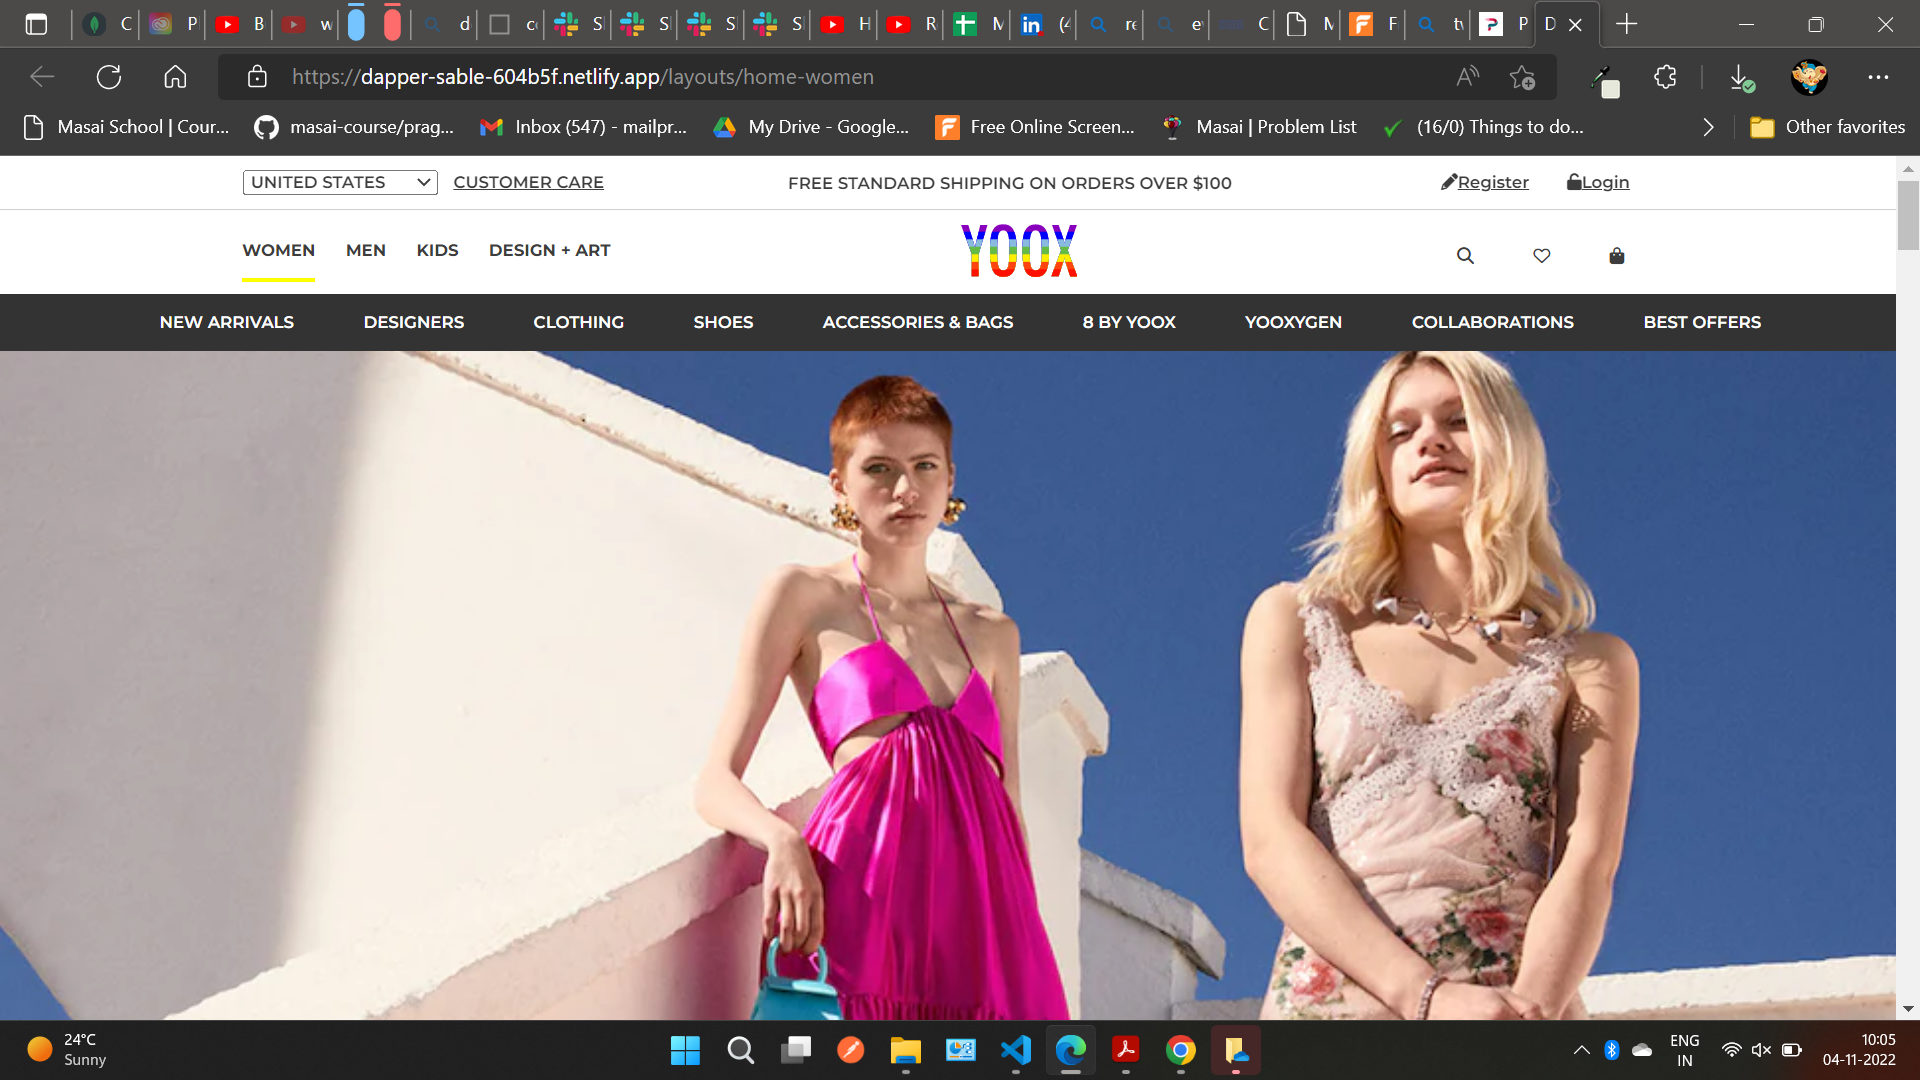 https://dapper-sable-604b5f.netlify.app/layouts/home-women
Masai School | Cour... masai-course/prag... Inbox (547) - mailpr... My Drive - Google... Free Online Screen... Masai | Problem List (16/0) Things to do... Other favorites
UNITED STATES CUSTOMER CARE FREE STANDARD SHIPPING ON ORDERS OVER $100 Register Login
WOMEN MEN KIDS DESIGN + ART YOOX
NEW ARRIVALS DESIGNERS CLOTHING SHOES ACCESSORIES & BAGS 8 BY YOOX YOOXYGEN COLLABORATIONS BEST OFFERS
24°C
Sunny
ENG
IN
10:05
04-11-2022